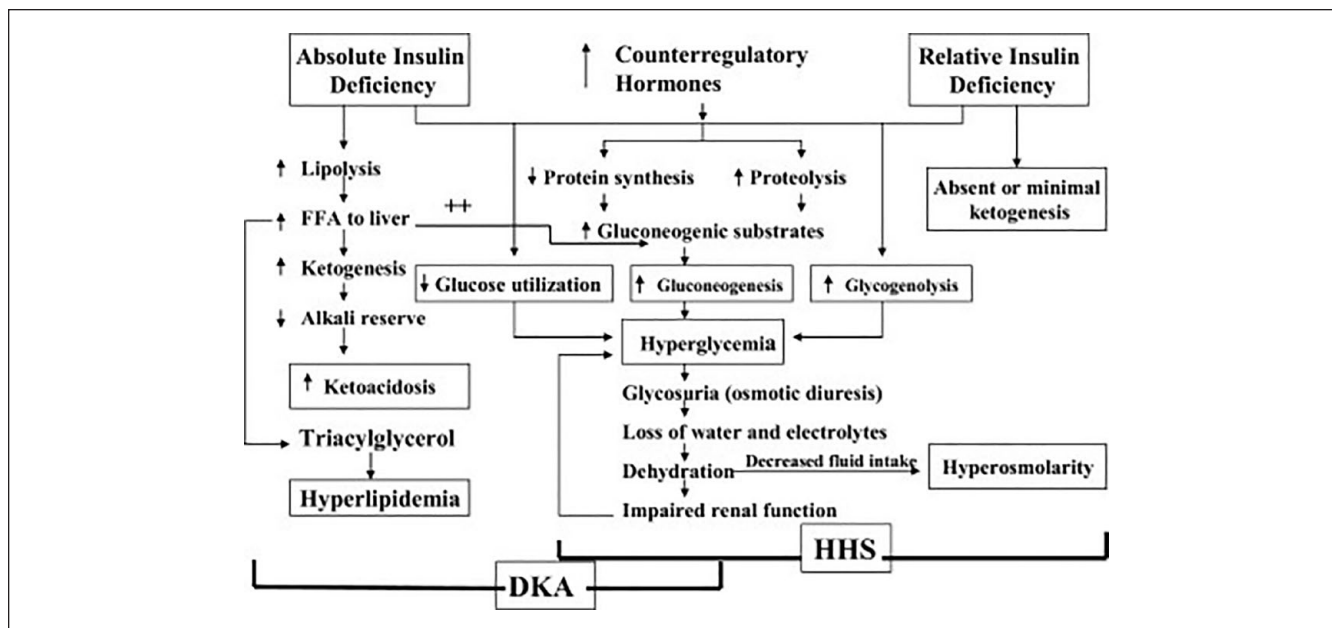 Absolute Insulin
Deficiency
↑ Counterregulatory
Hormones
Relative Insulin
Deficiency
↑ Lipolysis
↓ Protein synthesis
↑ Proteolysis
Absent or minimal
ketogenesis
++
↑ FFA to liver
↑ Gluconeogenic substrates
↑ Ketogenesis
↓ Glucose utilization
↑ Gluconeogenesis
↑ Glycogenolysis
↓ Alkali reserve
Hyperglycemia
↑ Ketoacidosis
Glycosuria (osmotic diuresis)
Triacylglycerol
Loss of water and electrolytes
Dehydration
Decreased fluid intake
Hyperosmolarity
Hyperlipidemia
Impaired renal function
HHS
DKA